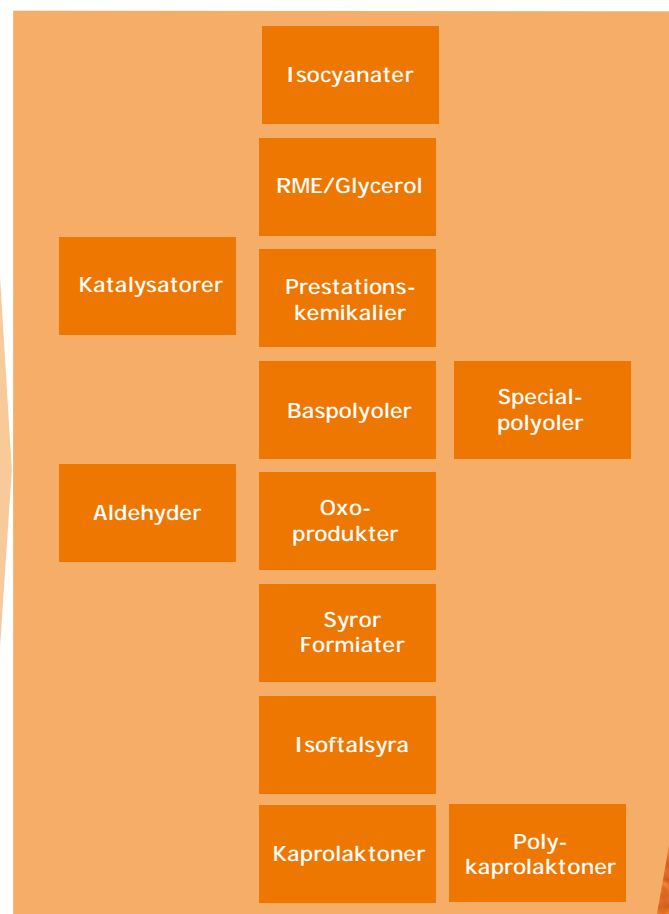 Isocyanater
RME/Glycerol
Katalysatorer
Prestations-
kemikalier
Baspolyoler
Special-
polyoler
Aldehyder
Oxo-
produkter
Syror
Formiater
Isoftalsyra
Kaprolaktoner
Poly-
kaprolaktoner